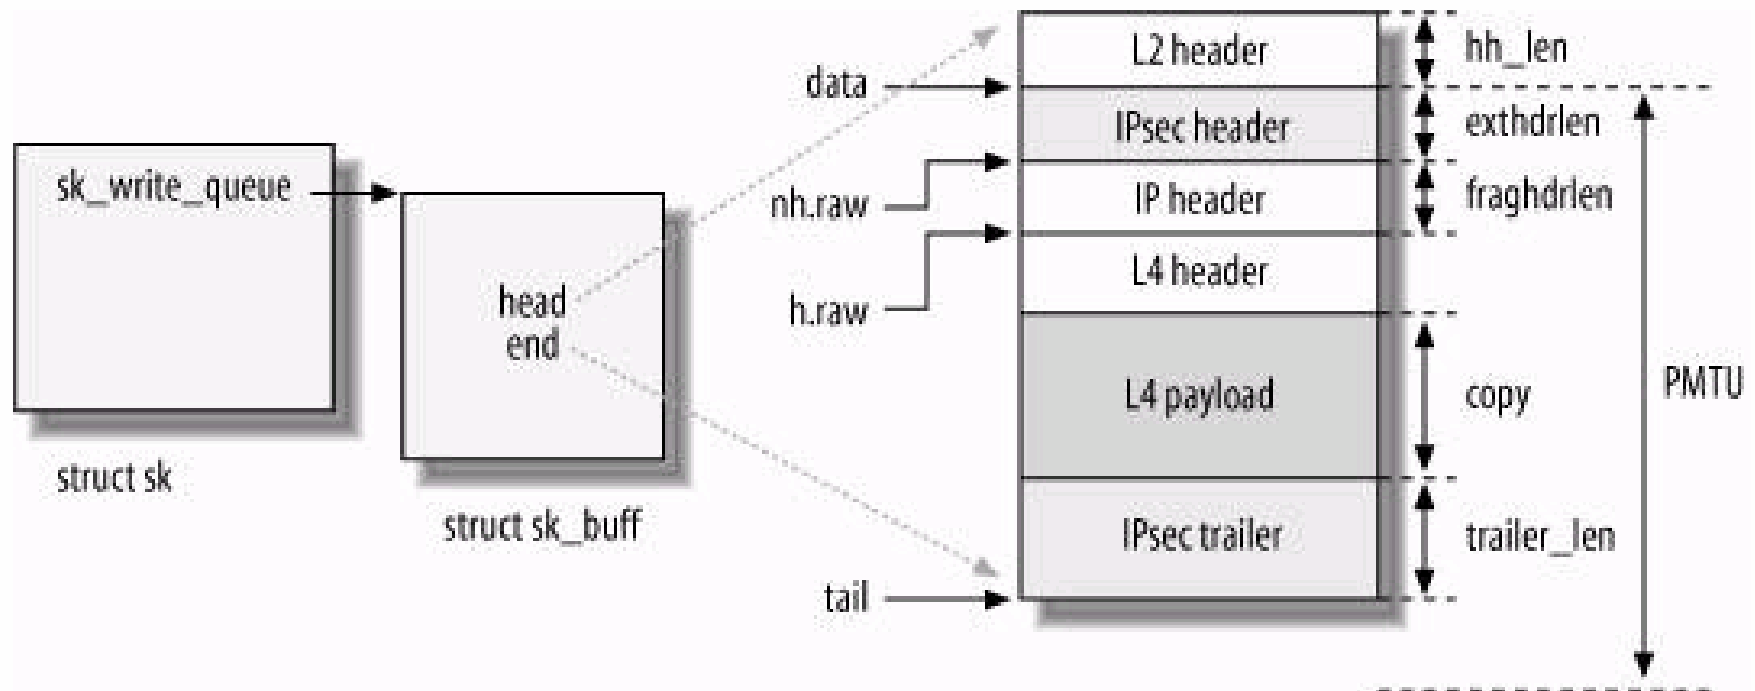 sk_write_queue
struct sk
head
end
struct sk_buff
data
nh.raw
h.raw
tail
L2 header
IPsec header
IP header
L4 header
L4 payload
IPsec trailer
hh_len
exthdrlen
fraghdrlen
copy
trailer_len
PMTU